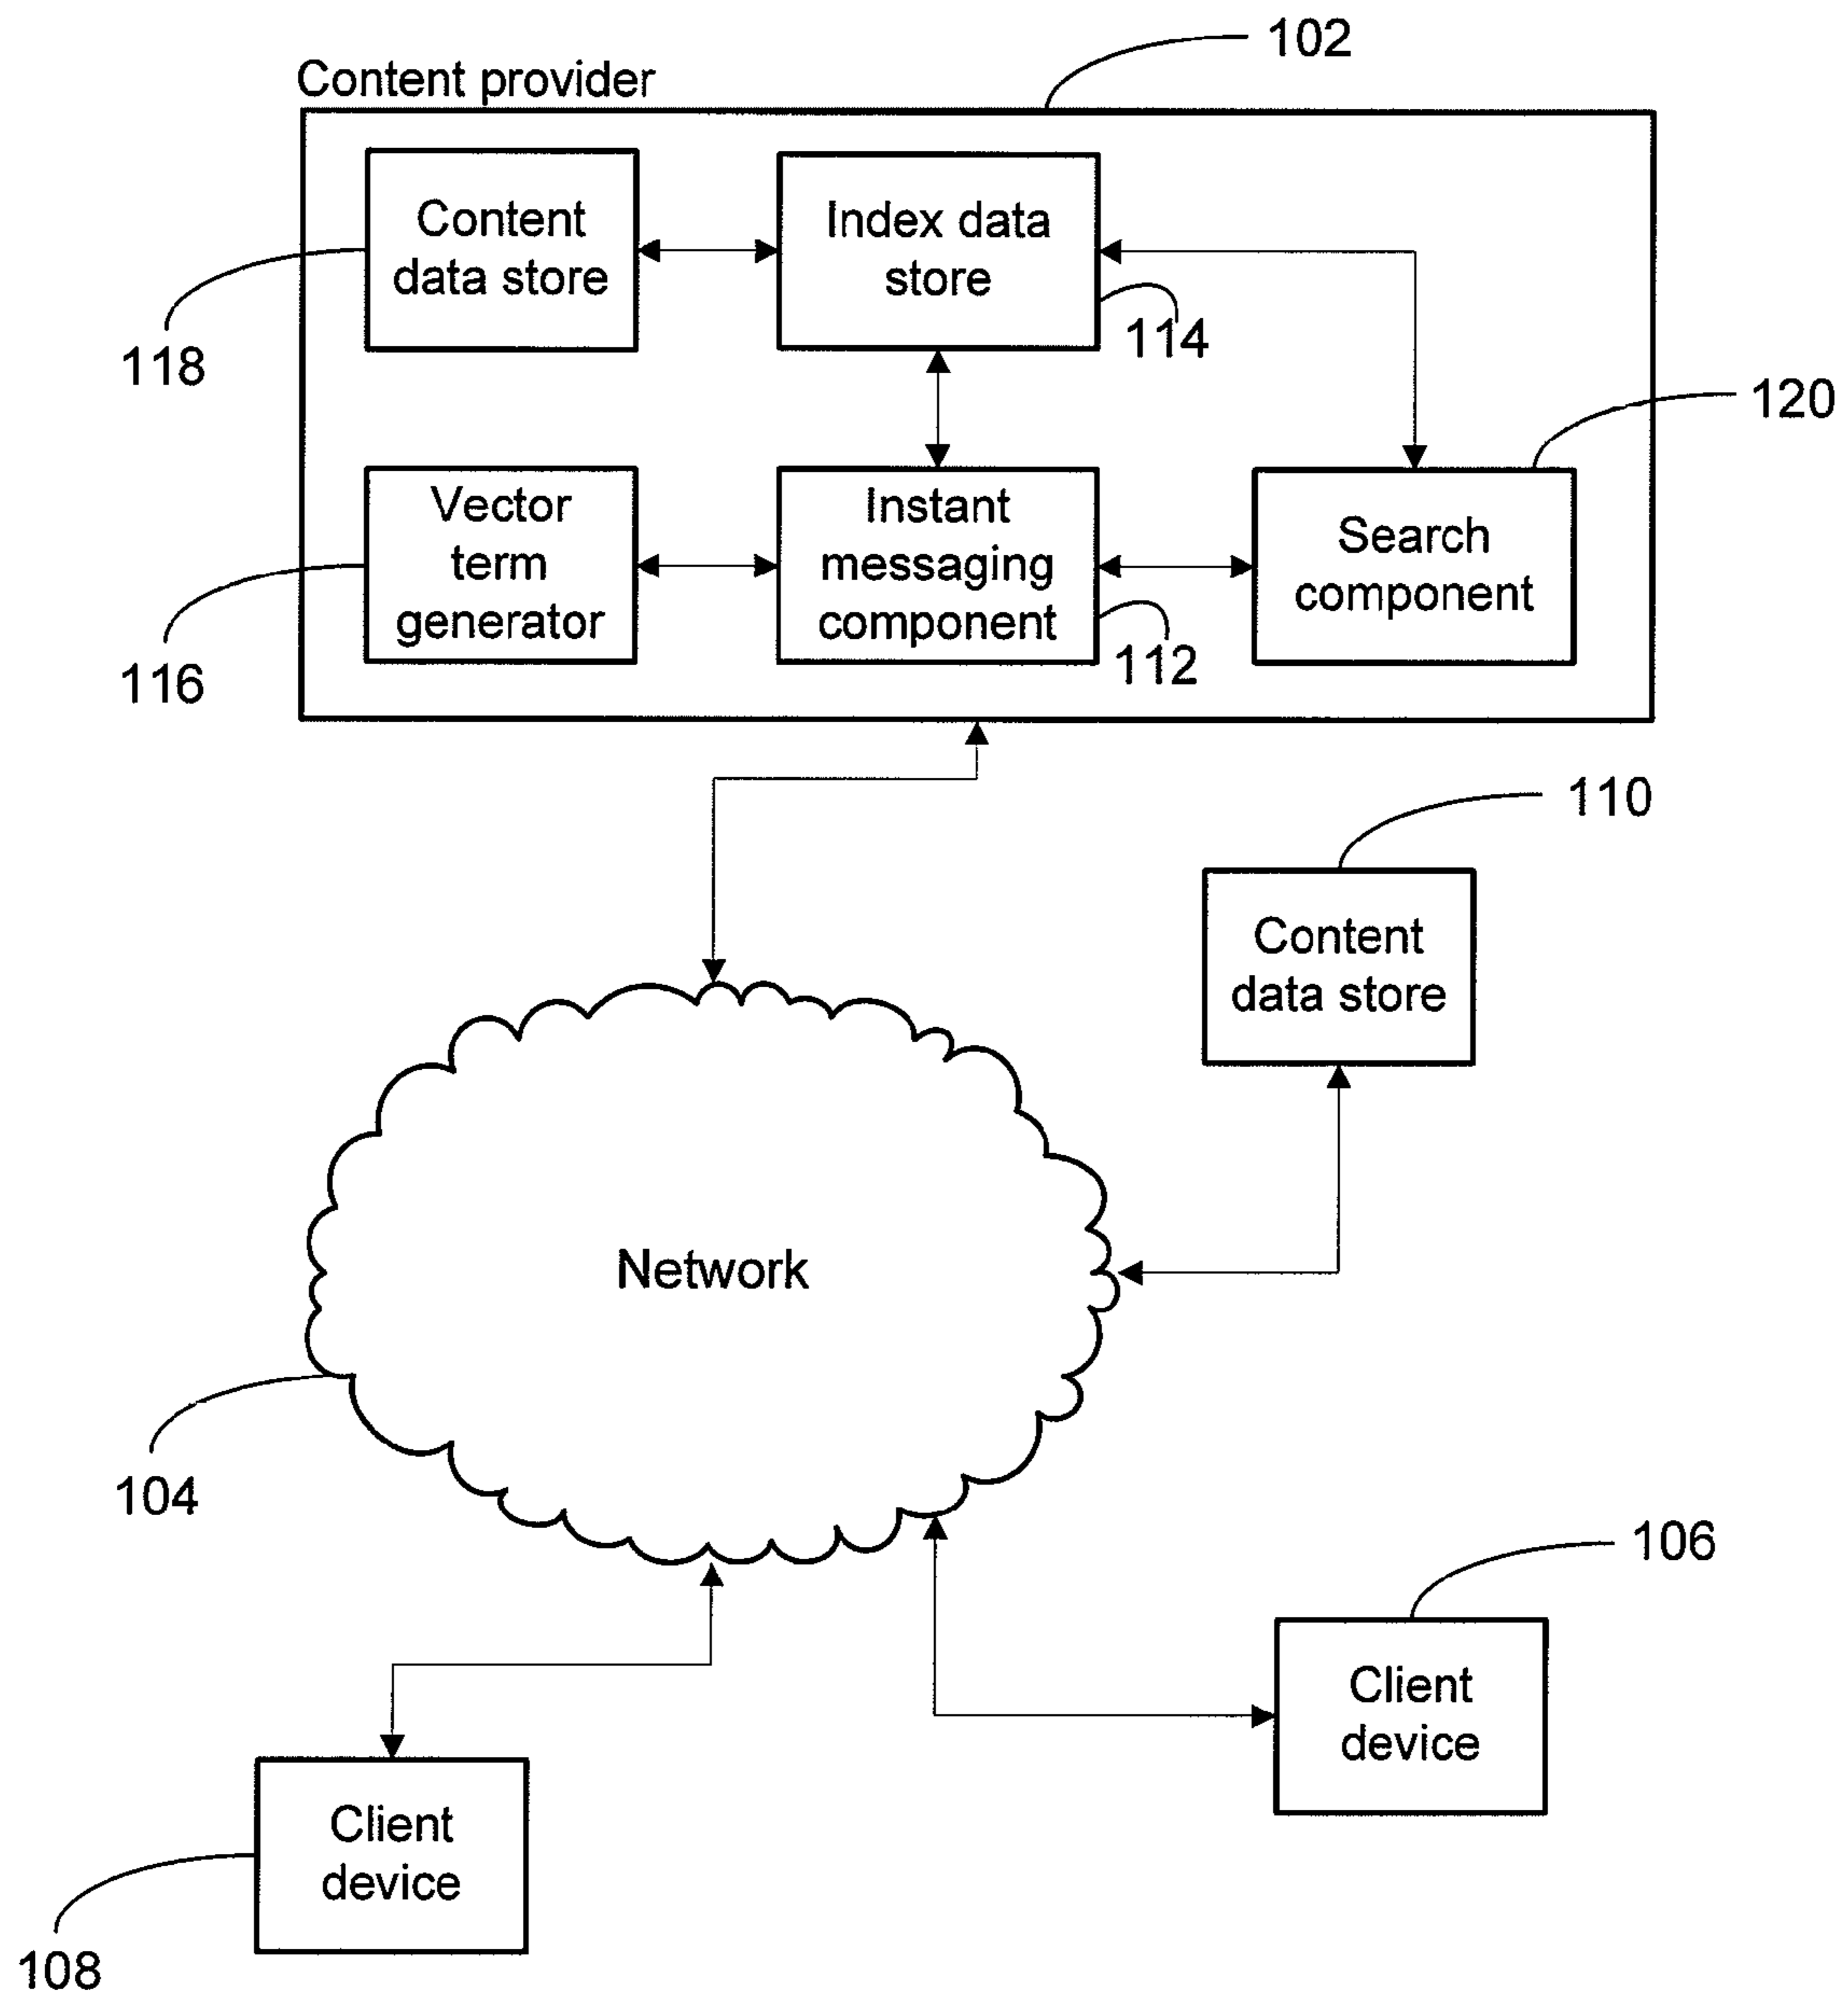 102
Content provider
Content
data store
Index data
store
118
114
120
Vector
term
generator
Instant
messaging
component
Search
component
116
112
110
Content
data store
Network
104
106
Client
device
Client
device
108